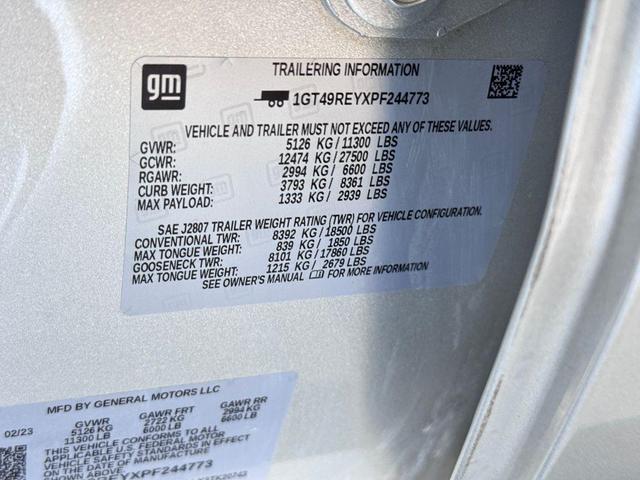 gm
TRAILERING INFORMATION
1GT49REYXPF244773
VEHICLE AND TRAILER MUST NOT EXCEED ANY OF THESE VALUES.
GVWR: 5126 KG/11300 LBS
GCWR: 12474 KG/27500 LBS
RGAWR: 2994 KG/ 6600 LBS
CURB WEIGHT: 3793 KG/ 8361 LBS
MAX PAYLOAD: 1333 KG/ 2939 LBS
SAE J2807 TRAILER WEIGHT RATING (TWR) FOR VEHICLE CONFIGURATION.
CONVENTIONAL TWR: 8392 KG/18500 LBS
MAX TONGUE WEIGHT: 839 KG/ 1850 LBS
GOOSENECK TWR: 8101 KG/17860 LBS
MAX TONGUE WEIGHT: 1215 KG/ 2679 LBS
SEE OWNER'S MANUAL FOR MORE INFORMATION
MFD BY GENERAL MOTORS LLC
02/23 GVWR GAWR FRT GAWR RR
5126 KG 2722 KG 2994 KG
11300 LB 6000 LB 6600 LB
THIS VEHICLE CONFORMS TO ALL
APPLICABLE U.S. FEDERAL MOTOR
VEHICLE SAFETY STANDARDS IN EFFECT
ON THE DATE OF MANUFACTURE
SHOWN ABOVE.
EYXPF244773